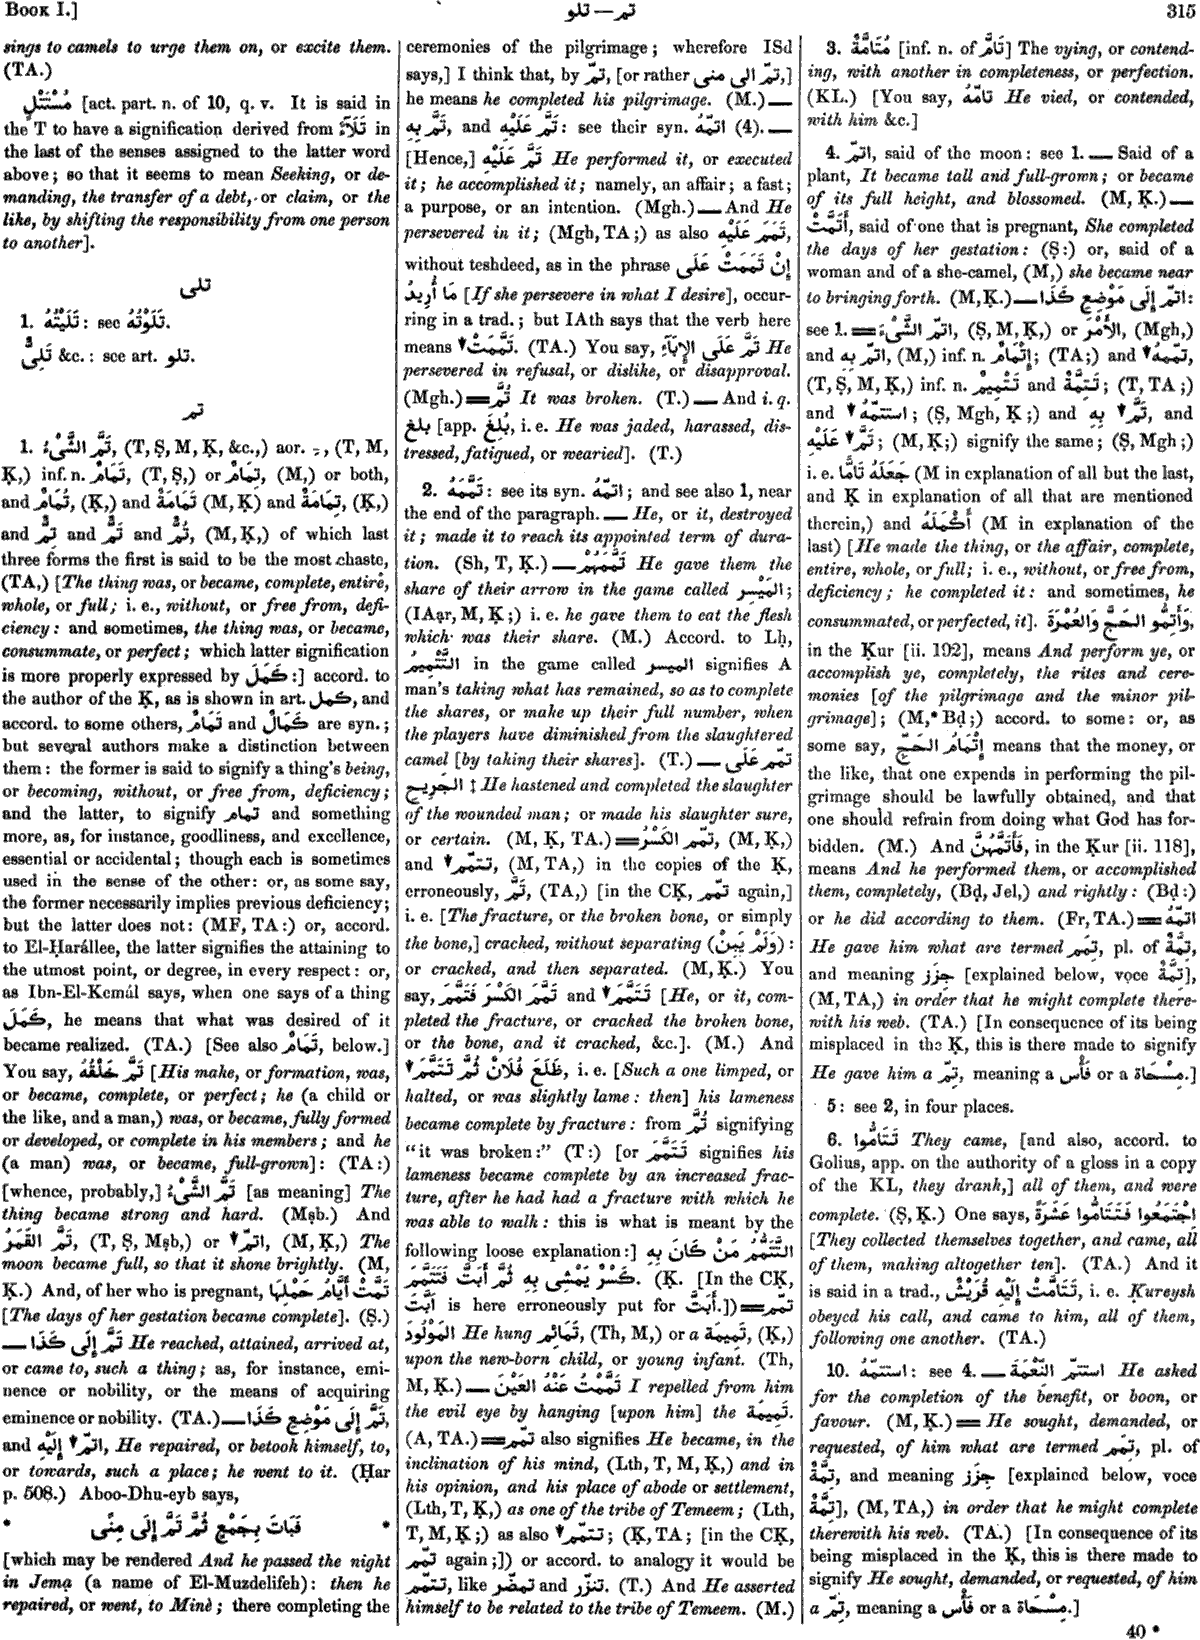 BOOK I.]
تلو — تم
315
sings to camels to urge them on, or excite them.
(TA.)
مُسْتَتْلٍ [act. part. n. of 10, q. v. It is said in
the T to have a signification derived from تَلَآءٌ in
the last of the senses assigned to the latter word
above; so that it seems to mean Seeking, or de-
manding, the transfer of a debt, or claim, or the
like, by shifting the responsibility from one person
to another].
تلى
1. تَلَيْتُهُ: see تَلَوْتُهُ.
تَلِىٌّ &c.: see art. تلو.
تم
1. تَمَّ الشَّىْءُ, (T, Ṣ, M, Ḳ, &c.,) aor. ـِ, (T, M,
Ḳ,) inf. n. تَمَامٌ, (T, Ṣ,) or تِمَامٌ, (M,) or both,
and تُمَامٌ, (Ḳ,) and تَمَامَةٌ (M, Ḳ) and تِمَامَةٌ, (Ḳ,)
and تِمٌّ and تَمٌّ and تُمٌّ, (M, Ḳ,) of which last
three forms the first is said to be the most chaste,
(TA,) [The thing was, or became, complete, entire,
whole, or full; i. e., without, or free from, defi-
ciency: and sometimes, the thing was, or became,
consummate, or perfect; which latter signification
is more properly expressed by كَمَلَ:] accord. to
the author of the Ḳ, as is shown in art. كمل, and
accord. to some others, تَمَامٌ and كَمَالٌ are syn.;
but several authors make a distinction between
them: the former is said to signify a thing's being,
or becoming, without, or free from, deficiency;
and the latter, to signify تمام and something
more, as, for instance, goodliness, and excellence,
essential or accidental; though each is sometimes
used in the sense of the other: or, as some say,
the former necessarily implies previous deficiency;
but the latter does not: (MF, TA:) or, accord.
to El-Ḥarállee, the latter signifies the attaining to
the utmost point, or degree, in every respect: or,
as Ibn-El-Kemál says, when one says of a thing
كَمَلَ, he means that what was desired of it
became realized. (TA.) [See also تَمَامٌ, below.]
You say, تَمَّ خَلْقُهُ [His make, or formation, was,
or became, complete, or perfect; he (a child or
the like, and a man,) was, or became, fully formed
or developed, or complete in his members; and he
(a man) was, or became, full-grown]: (TA:)
[whence, probably,] تَمَّ الشَّىْءُ [as meaning] The
thing became strong and hard. (Mṣb.) And
تَمَّ القَمَرُ, (T, Ṣ, Mṣb,) or ▼ اتمّ, (M, Ḳ,) The
moon became full, so that it shone brightly. (M,
Ḳ.) And, of her who is pregnant, تَمَّتْ أَيَّامُ حَمْلِهَا
[The days of her gestation became complete]. (Ṣ.)
— تَمَّ إِلَى كَذَا He reached, attained, arrived at,
or came to, such a thing; as, for instance, emi-
nence or nobility, or the means of acquiring
eminence or nobility. (TA.) — تَمَّ إِلَى مَوْضِعِ كَذَا,
and ▼ اتمّ إِلَيْهِ, He repaired, or betook himself, to,
or towards, such a place; he went to it. (Ḥar
p. 508.) Aboo-Dhu-eyb says,
* فَبَاتَ بِجَمْعٍ ثُمَّ تَمَّ إِلَى مِنًى *
[which may be rendered And he passed the night
in Jemạ (a name of El-Muzdelifeh): then he
repaired, or went, to Minè; there completing the
ceremonies of the pilgrimage; wherefore ISd
says,] I think that, by تمّ, [or rather تمّ الى منى,]
he means he completed his pilgrimage. (M.) —
تَمَّ بِهِ, and تَمَّ عَلَيْهِ: see their syn. اتمّهُ (4). —
[Hence,] تَمَّ عَلَيْهِ He performed it, or executed
it; he accomplished it; namely, an affair; a fast;
a purpose, or an intention. (Mgh.) — And He
persevered in it; (Mgh, TA;) as also تَمَمَ عَلَيْهِ,
without teshdeed, as in the phrase إِنْ تَمَمَتْ عَلَى
مَا أُرِيدُ [If she persevere in what I desire], occur-
ring in a trad.; but IAth says that the verb here
means ▼ تَمَّمَتْ. (TA.) You say, تَمَّ عَلَى الإِبَآءِ He
persevered in refusal, or dislike, or disapproval.
(Mgh.) = تُمَّ It was broken. (T.) — And i. q.
بلغ [app. بُلِغَ, i. e. He was jaded, harassed, dis-
tressed, fatigued, or wearied]. (T.)
2. تَمَّمَهُ: see its syn. اتمّهُ; and see also 1, near
the end of the paragraph. — He, or it, destroyed
it; made it to reach its appointed term of dura-
tion. (Sh, T, Ḳ.) — تَمَّمَهُمْ He gave them the
share of their arrow in the game called المَيْسِر;
(IAạr, M, Ḳ;) i. e. he gave them to eat the flesh
which was their share. (M.) Accord. to Lḥ,
التَّتْمِيمُ in the game called الميسر signifies A
man's taking what has remained, so as to complete
the shares, or make up their full number, when
the players have diminished from the slaughtered
camel [by taking their shares]. (T.) — تمّم عَلَى
الجَرِيحِ ‡ He hastened and completed the slaughter
of the wounded man; or made his slaughter sure,
or certain. (M, Ḳ, TA.) = تمّم الكَسْرُ, (M, Ḳ,)
and ▼ تتمّم, (M, TA,) in the copies of the Ḳ,
erroneously, تَمَّ, (TA,) [in the CḲ, تمّم again,]
i. e. [The fracture, or the broken bone, or simply
the bone,] cracked, without separating (وَلَمْ يَبِنْ):
or cracked, and then separated. (M, Ḳ.) You
say, تَمَّمَ الكَسْرَ فَتَمَّمَ and ▼ تَتَمَّمَ [He, or it, com-
pleted the fracture, or cracked the broken bone,
or the bone, and it cracked, &c.]. (M.) And
ظَلَعَ فُلَانٌ ثُمَّ تَتَمَّمَ ▼, i. e. [Such a one limped, or
halted, or was slightly lame: then] his lameness
became complete by fracture: from تُمَّ signifying
"it was broken:" (T:) [or تَتَمَّمَ signifies his
lameness became complete by an increased frac-
ture, after he had had a fracture with which he
was able to walk: this is what is meant by the
following loose explanation:] التَّتَمُّمُ مَنْ كَانَ بِهِ
كَسْرٌ يَمْشِى بِهِ ثُمَّ أَبَتَّ فَتَتَمَّمَ. (Ḳ. [In the CḲ,
أَبَّتَ is here erroneously put for أَبَتَّ.]) = تمّم
المَوْلُودَ He hung تَمَائِم, (Th, M,) or a تَمِيمَة, (Ḳ,)
upon the new-born child, or young infant. (Th,
M, Ḳ.) — تَمَّمْتُ عَنْهُ العَيْنَ I repelled from him
the evil eye by hanging [upon him] the تَمِيمَة.
(A, TA.) = تمّم also signifies He became, in the
inclination of his mind, (Lth, T, M, Ḳ,) and in
his opinion, and his place of abode or settlement,
(Lth, T, Ḳ,) as one of the tribe of Temeem; (Lth,
T, M, Ḳ;) as also ▼ تتمّم; (Ḳ, TA; [in the CḲ,
تمّم again;]) or accord. to analogy it would be
تتمّم, like تمضّر and تنزّر. (T.) And He asserted
himself to be related to the tribe of Temeem. (M.)
3. مُتَامَّةٌ [inf. n. of تَامَّ] The vying, or contend-
ing, with another in completeness, or perfection.
(KL.) [You say, تامّهُ He vied, or contended,
with him &c.]
4. اتمّ, said of the moon: see 1. — Said of a
plant, It became tall and full-grown; or became
of its full height, and blossomed. (M, Ḳ.) —
أَتَمَّتْ, said of one that is pregnant, She completed
the days of her gestation: (Ṣ:) or, said of a
woman and of a she-camel, (M,) she became near
to bringing forth. (M, Ḳ.) — اتمّ إِلَى مَوْضِعِ كَذَا:
see 1. = اتمّ الشَّىْءَ, (Ṣ, M, Ḳ,) or الأَمْرَ, (Mgh,)
and اتمّ بِهِ, (M,) inf. n. إِتْمَامٌ; (TA;) and ▼ تمّمهُ,
(T, Ṣ, M, Ḳ,) inf. n. تَتْمِيمٌ and تَتِمَّةٌ; (T, TA;)
and ▼ استتمّهُ; (Ṣ, Mgh, Ḳ;) and ▼ تَمَّ بِهِ, and
▼ تَمَّ عَلَيْهِ; (M, Ḳ;) signify the same; (Ṣ, Mgh;)
i. e. جَعَلَهُ تَامًّا (M in explanation of all but the last,
and Ḳ in explanation of all that are mentioned
therein,) and أَكْمَلَهُ (M in explanation of the
last) [He made the thing, or the affair, complete,
entire, whole, or full; i. e., without, or free from,
deficiency; he completed it: and sometimes, he
consummated, or perfected, it]. وَأَتِمُّو الحَجَّ وَالعُمْرَةَ,
in the Ḳur [ii. 192], means And perform ye, or
accomplish ye, completely, the rites and cere-
monies [of the pilgrimage and the minor pil-
grimage]; (M,* Bḍ;) accord. to some: or, as
some say, إِتْمَامُ الحَجِّ means that the money, or
the like, that one expends in performing the pil-
grimage should be lawfully obtained, and that
one should refrain from doing what God has for-
bidden. (M.) And فَأَتَمَّهُنَّ, in the Ḳur [ii. 118],
means And he performed them, or accomplished
them, completely, (Bḍ, Jel,) and rightly: (Bḍ:)
or he did according to them. (Fr, TA.) = اتمّهُ
He gave him what are termed تِمَم, pl. of تِمَّةٌ,
and meaning جِزَز [explained below, voce تِمَّةٌ],
(M, TA,) in order that he might complete there-
with his web. (TA.) [In consequence of its being
misplaced in the Ḳ, this is there made to signify
He gave him a تِمّ, meaning a فَأْس or a مِسْحَاة.]
5: see 2, in four places.
6. تَتَامُّوا They came, [and also, accord. to
Golius, app. on the authority of a gloss in a copy
of the KL, they drank,] all of them, and were
complete. (Ṣ, Ḳ.) One says, اِجْتَمَعُوا فَتَتَامُّوا عَشَرَةً
[They collected themselves together, and came, all
of them, making altogether ten]. (TA.) And it
is said in a trad., تَتَامَّتْ إِلَيْهِ قُرَيْشٌ, i. e. Ḳureysh
obeyed his call, and came to him, all of them,
following one another. (TA.)
10. استتمّهُ: see 4. — استتمّ النِّعْمَةَ He asked
for the completion of the benefit, or boon, or
favour. (M, Ḳ.) = He sought, demanded, or
requested, of him what are termed تِمَم, pl. of
تِمَّةٌ, and meaning جِزَز [explained below, voce
تِمَّةٌ], (M, TA,) in order that he might complete
therewith his web. (TA.) [In consequence of its
being misplaced in the Ḳ, this is there made to
signify He sought, demanded, or requested, of him
a تِمّ, meaning a فَأْس or a مِسْحَاة.]
40 *